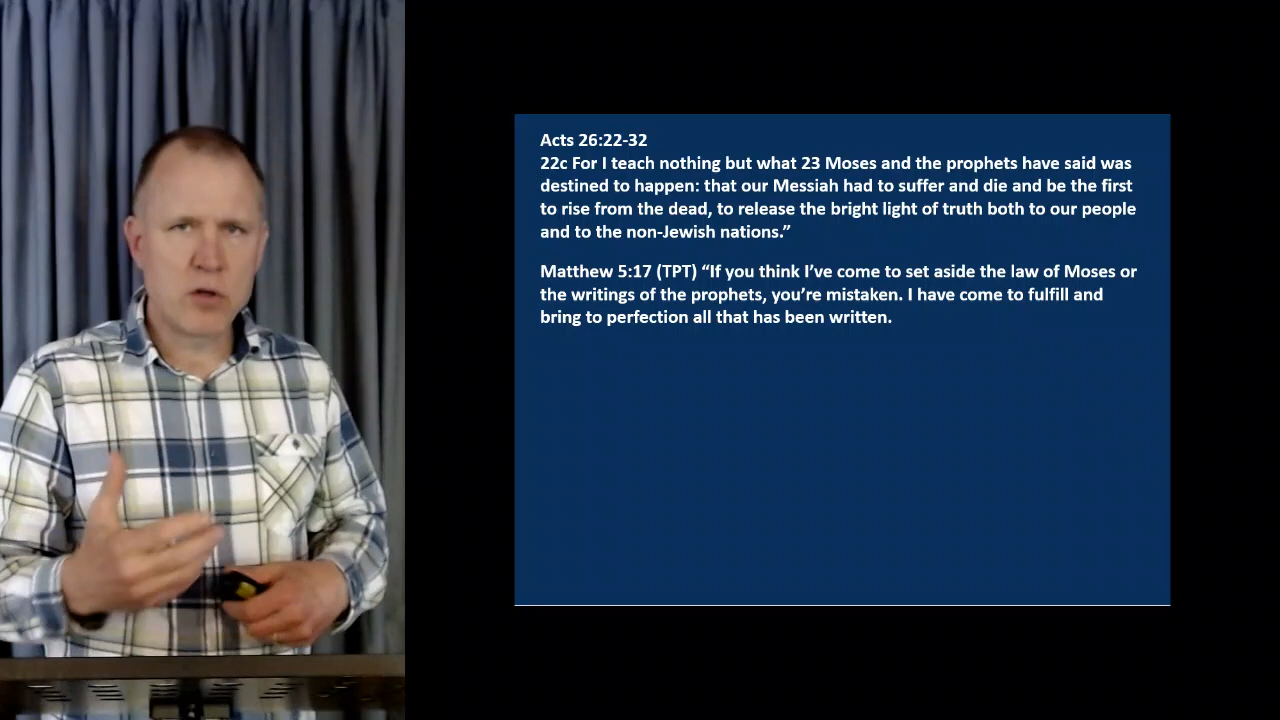 Acts 26:22-32
22c For I teach nothing but what 23 Moses and the prophets have said was
destined to happen: that our Messiah had to suffer and die and be the first
to rise from the dead, to release the bright light of truth both to our people
and to the non-Jewish nations.”
Matthew 5:17 (TPT) “If you think I’ve come to set aside the law of Moses or
the writings of the prophets, you’re mistaken. I have come to fulfill and
bring to perfection all that has been written.